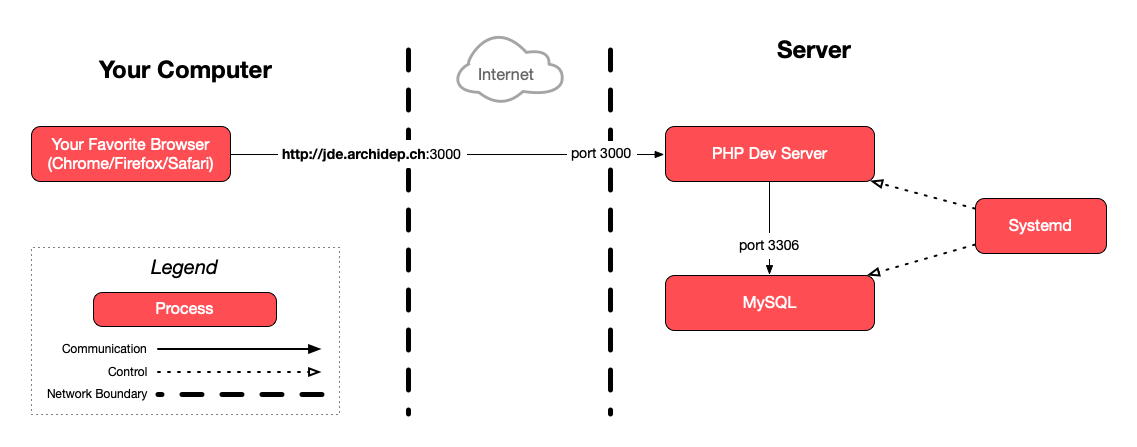 Your Computer
Internet
Server
Your Favorite Browser
(Chrome/Firefox/Safari)
http://jde.archidep.ch:3000
port 3000
PHP Dev Server
Systemd
port 3306
MySQL
Legend
Process
Communication
Control
Network Boundary